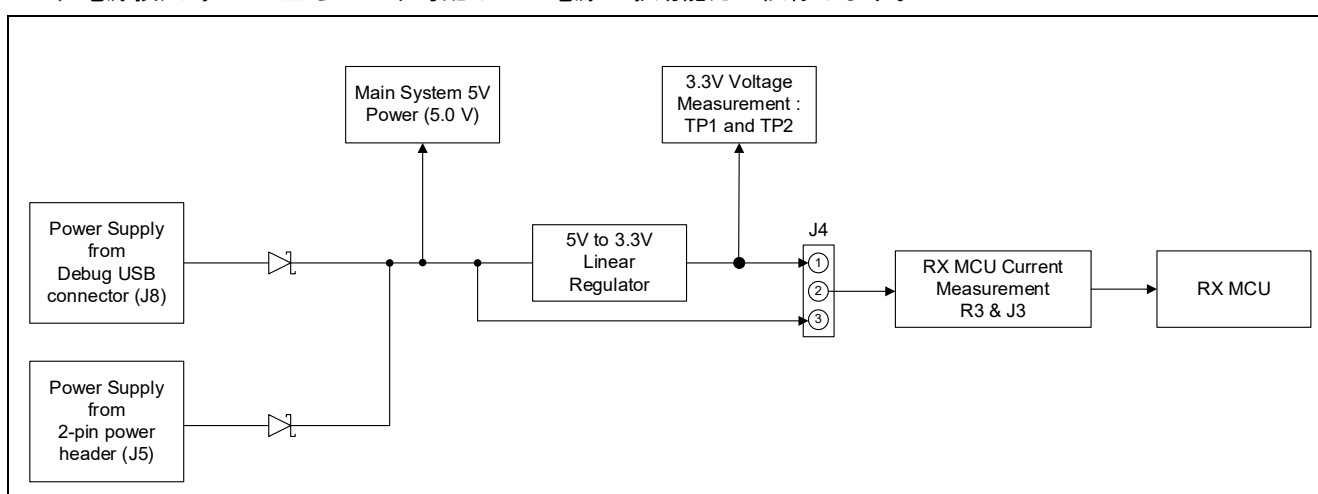 Main System 5V
Power (5.0 V)
3.3V Voltage
Measurement :
TP1 and TP2
Power Supply
from
Debug USB
connector (J8)
5V to 3.3V
Linear
Regulator
J4
1
2
3
RX MCU Current
Measurement
R3 & J3
RX MCU
Power Supply
from
2-pin power
header (J5)